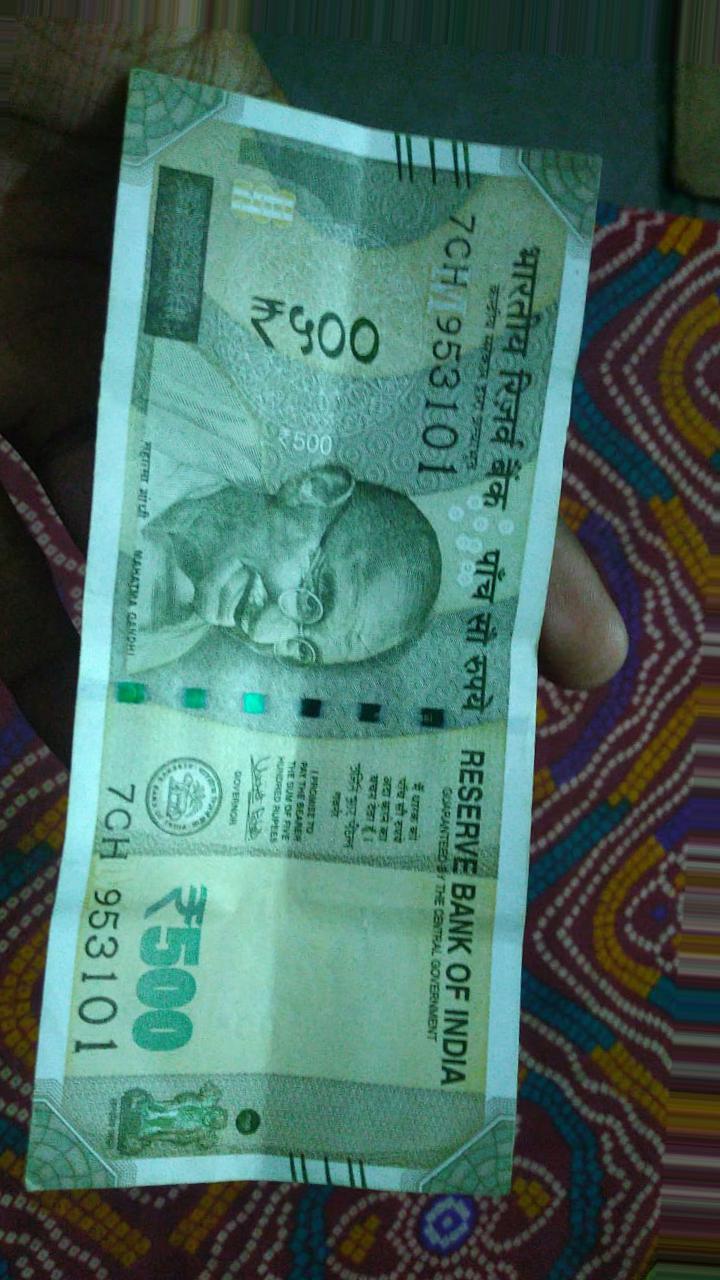 भारतीय रिज़र्व बैंक पाँच सौ रुपये RESERVE BANK OF INDIA
GUARANTEED BY THE CENTRAL GOVERNMENT
7CH 953101
₹५००
₹500
महात्मा गांधी MAHATMA GANDHI
I PROMISE TO
PAY THE BEARER
THE SUM OF FIVE
HUNDRED RUPEES
GOVERNOR
7CH 953101
₹500